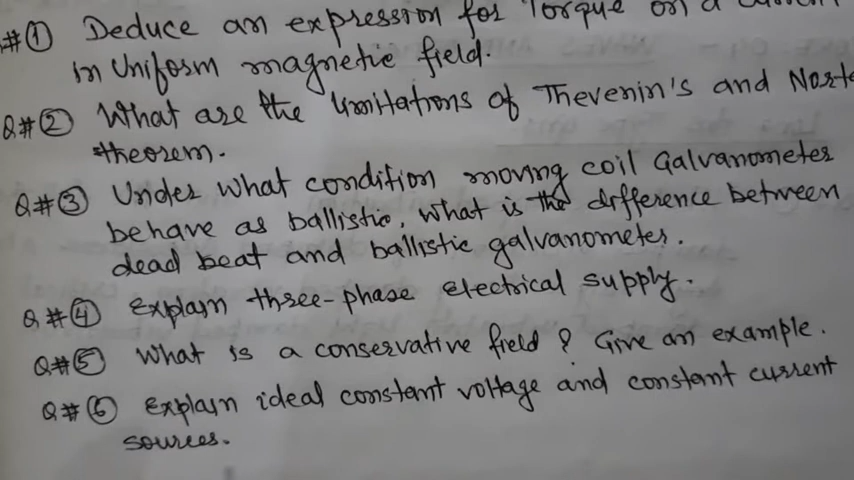 #① Deduce an expression for Torque on a
in Uniform magnetic field.
Q#② What are the limitations of Thevenin's and
theorem.
Q#③ Under what condition moving coil Galvanometer
behave as ballistic. What is the difference between
dead beat and ballistic galvanometer.
Q#④ Explain three-phase electrical supply.
Q#⑤ What is a conservative field? Give an example.
Q#⑥ Explain ideal constant voltage and constant current
sources.